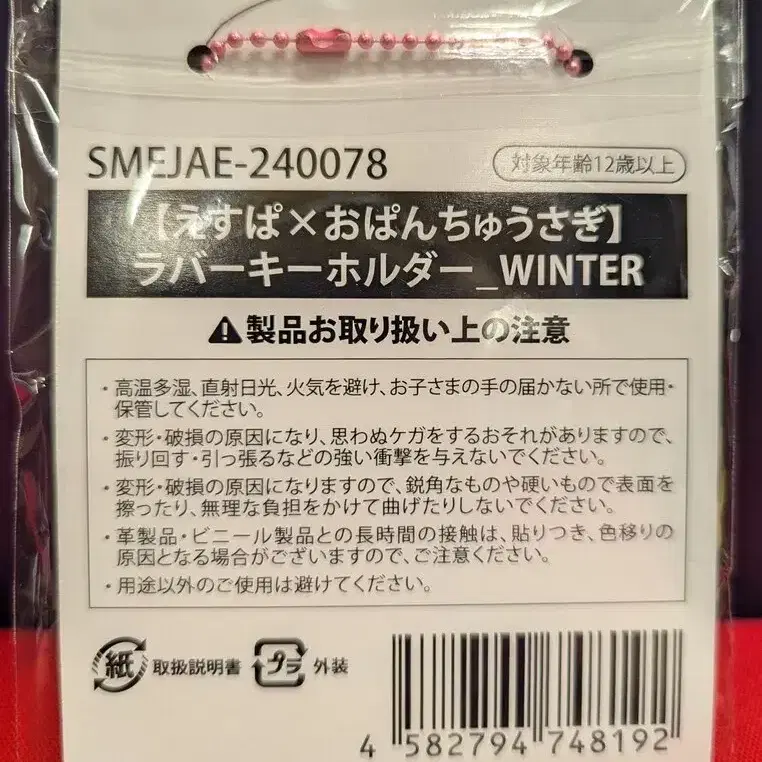 SMEJAE-240078
対象年齢12歳以上
【えすぱ×おぱんちゅうさぎ】
ラバーキーホルダー_WINTER
製品お取り扱い上の注意
・高温多湿、直射日光、火気を避け、お子さまの手の届かない所で使用・
保管してください。
・変形・破損の原因になり、思わぬケガをするおそれがありますので、
振り回す・引っ張るなどの強い衝撃を与えないでください。
・変形・破損の原因になりますので、鋭角なものや硬いもので表面を
擦ったり、無理な負担をかけて曲げたりしないでください。
・革製品・ビニール製品との長時間の接触は、貼りつき、色移りの
原因となる場合がございますので、ご注意ください。
・用途以外のご使用は避けてください。
紙 取扱説明書 プラ 外装
4 582794 748192